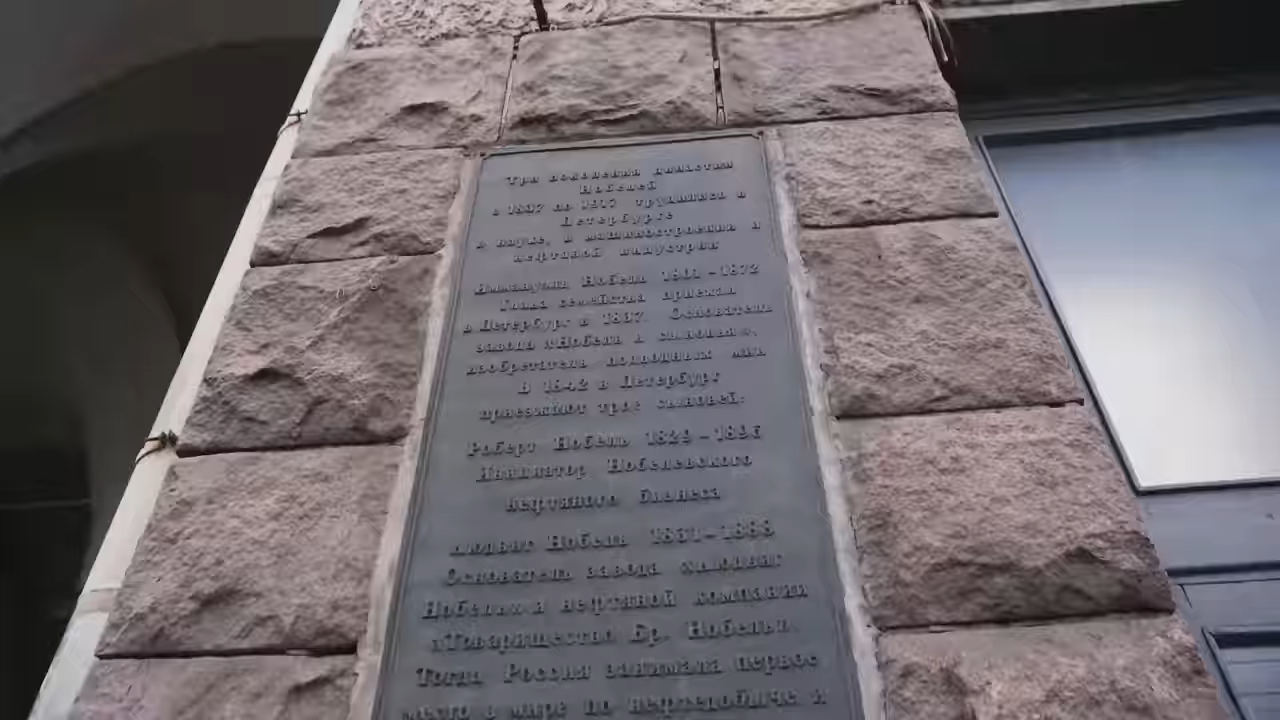 Три поколения династии
Нобелей
с 1837 по 1917 трудились в
Петербурге
в науке, в машиностроении и
нефтяной индустрии
Иммануил Нобель 1801-1872
Глава семейства приехал
в Петербург в 1837. Основатель
завода «Нобель и сыновья»,
изобретатель подводных мин
В 1842 в Петербург
приезжают трое сыновей:
Роберт Нобель 1829-1896
Инициатор Нобелевского
нефтяного бизнеса
Людвиг Нобель 1831-1888
Основатель завода «Людвиг
Нобель» и нефтяной компании
«Товарищество Бр. Нобель».
Тогда Россия занимала первое
место в мире по нефтедобыче и